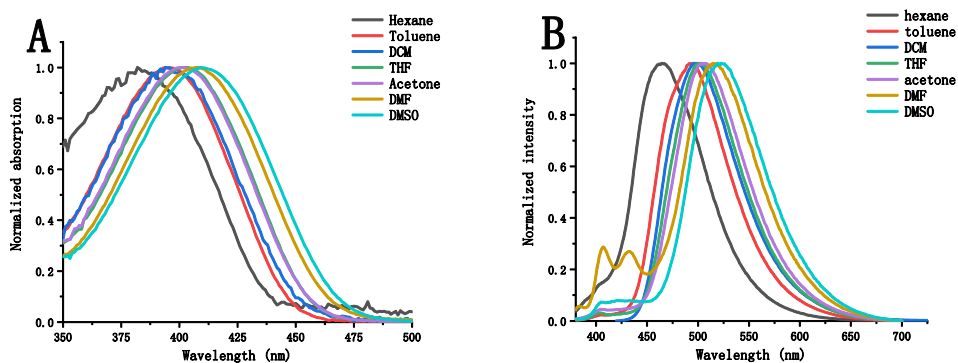 A
Hexane
Toluene
DCM
THF
Acetone
DMF
DMSO
Normalized absorption
1.0
0.8
0.6
0.4
0.2
0.0
350 375 400 425 450 475 500
Wavelength (nm)
B
hexane
toluene
DCM
THF
acetone
DMF
DMSO
Normalized intensity
1.0
0.8
0.6
0.4
0.2
0.0
400 450 500 550 600 650 700
Wavelength (nm)